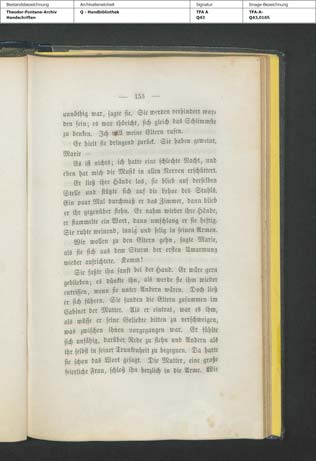 Bestandsbezeichnung
Archivalieneinheit
Signatur
Image-Bezeichnung
Theodor-Fontane-Archiv
Handschriften
Q - Handbibliothek
TFA A
Q43
TFA-A-
Q43,0165
— 153 —
unnöthig war, sagte sie. Sie werden verhindert wor-
den sein; es war thöricht, sich gleich das Schlimmste
zu denken. Ich will meine Eltern rufen.
Er hielt sie dringend zurück. Sie haben geweint,
Marie —
Es ist nichts; ich hatte eine schlechte Nacht, und
eben hat mich die Musik in allen Nerven erschüttert.
Er ließ ihre Hände los, sie blieb auf derselben
Stelle und stützte sich auf die Lehne des Stuhls.
Ein paar Mal durchmaß er das Zimmer, dann blieb
er ihr gegenüber stehn. Er nahm wieder ihre Hände,
er stammelte ein Wort, dann umschlang er sie heftig.
Sie ruhte weinend, innig und selig in seinen Armen.
Wir wollen zu den Eltern gehn, sagte Marie,
als sie sich aus dem Sturm der ersten Umarmung
wieder aufrichtete. Komm!
Sie faßte ihn sanft bei der Hand. Er wäre gern
geblieben; es dünkte ihn, als werde sie ihm wieder
entrissen, wenn sie unter Andern wären. Doch ließ
er sich führen. Sie fanden die Eltern zusammen im
Cabinet der Mutter. Als er eintrat, war es ihm,
als müsse er seine Geliebte bitten zu verschweigen,
was zwischen ihnen vorgegangen war. Er fühlte
sich unfähig, darüber Rede zu stehn und Andern als
ihr selbst in seiner Trunkenheit zu begegnen. Da hatte
sie schon das Wort gesagt. Die Mutter, eine große
feierliche Frau, schloß ihn herzlich in die Arme. Wie